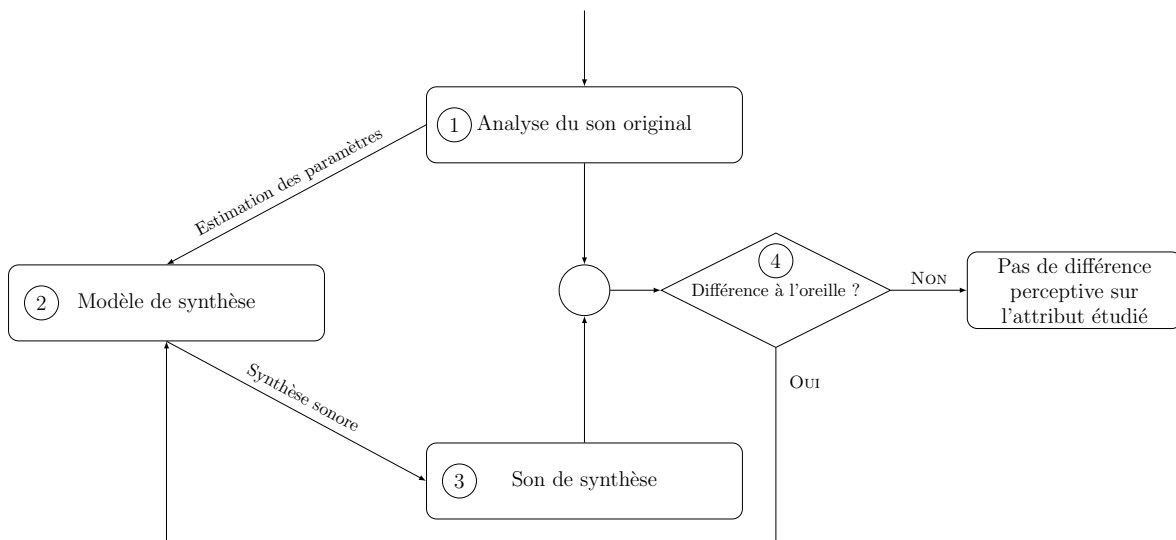 1 Analyse du son original
Estimation des paramètres
2 Modèle de synthèse
4
Différence à l'oreille ?
Non
Pas de différence
perceptive sur
l'attribut étudié
Oui
Synthèse sonore
3 Son de synthèse